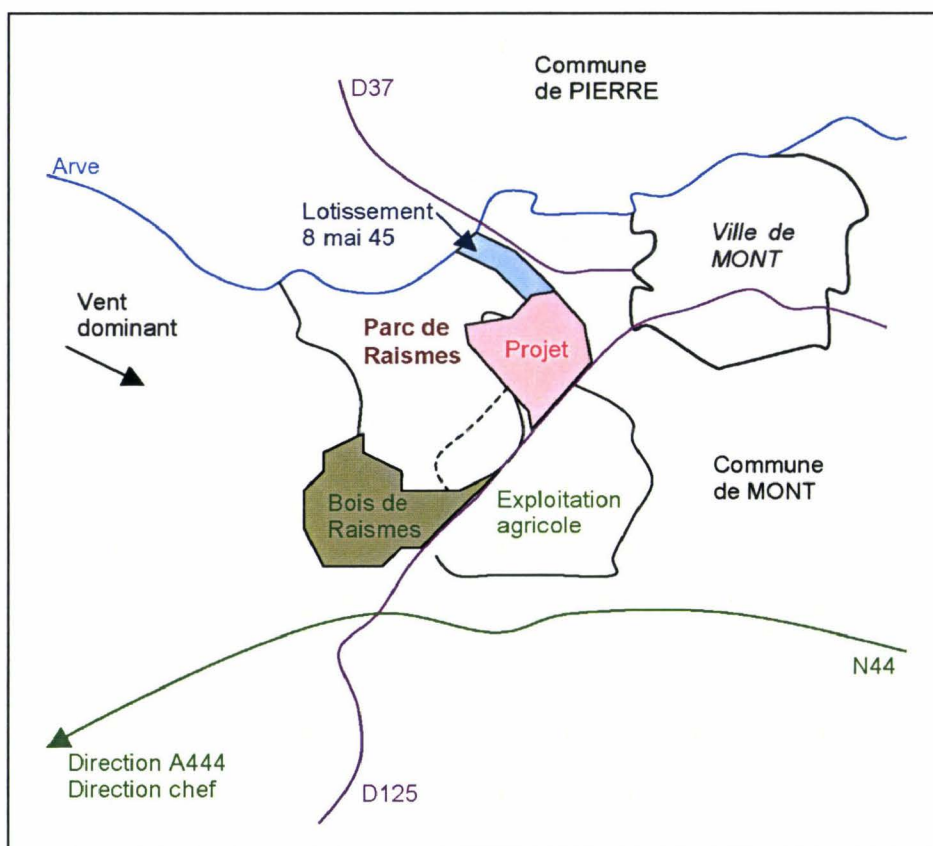 Commune
de PIERRE
D37
Arve
Lotissement
8 mai 45
Ville de
MONT
Vent
dominant
Parc de
Raismes
Projet
Commune
de MONT
Bois de
Raismes
Exploitation
agricole
N44
Direction A444
Direction chef
D125